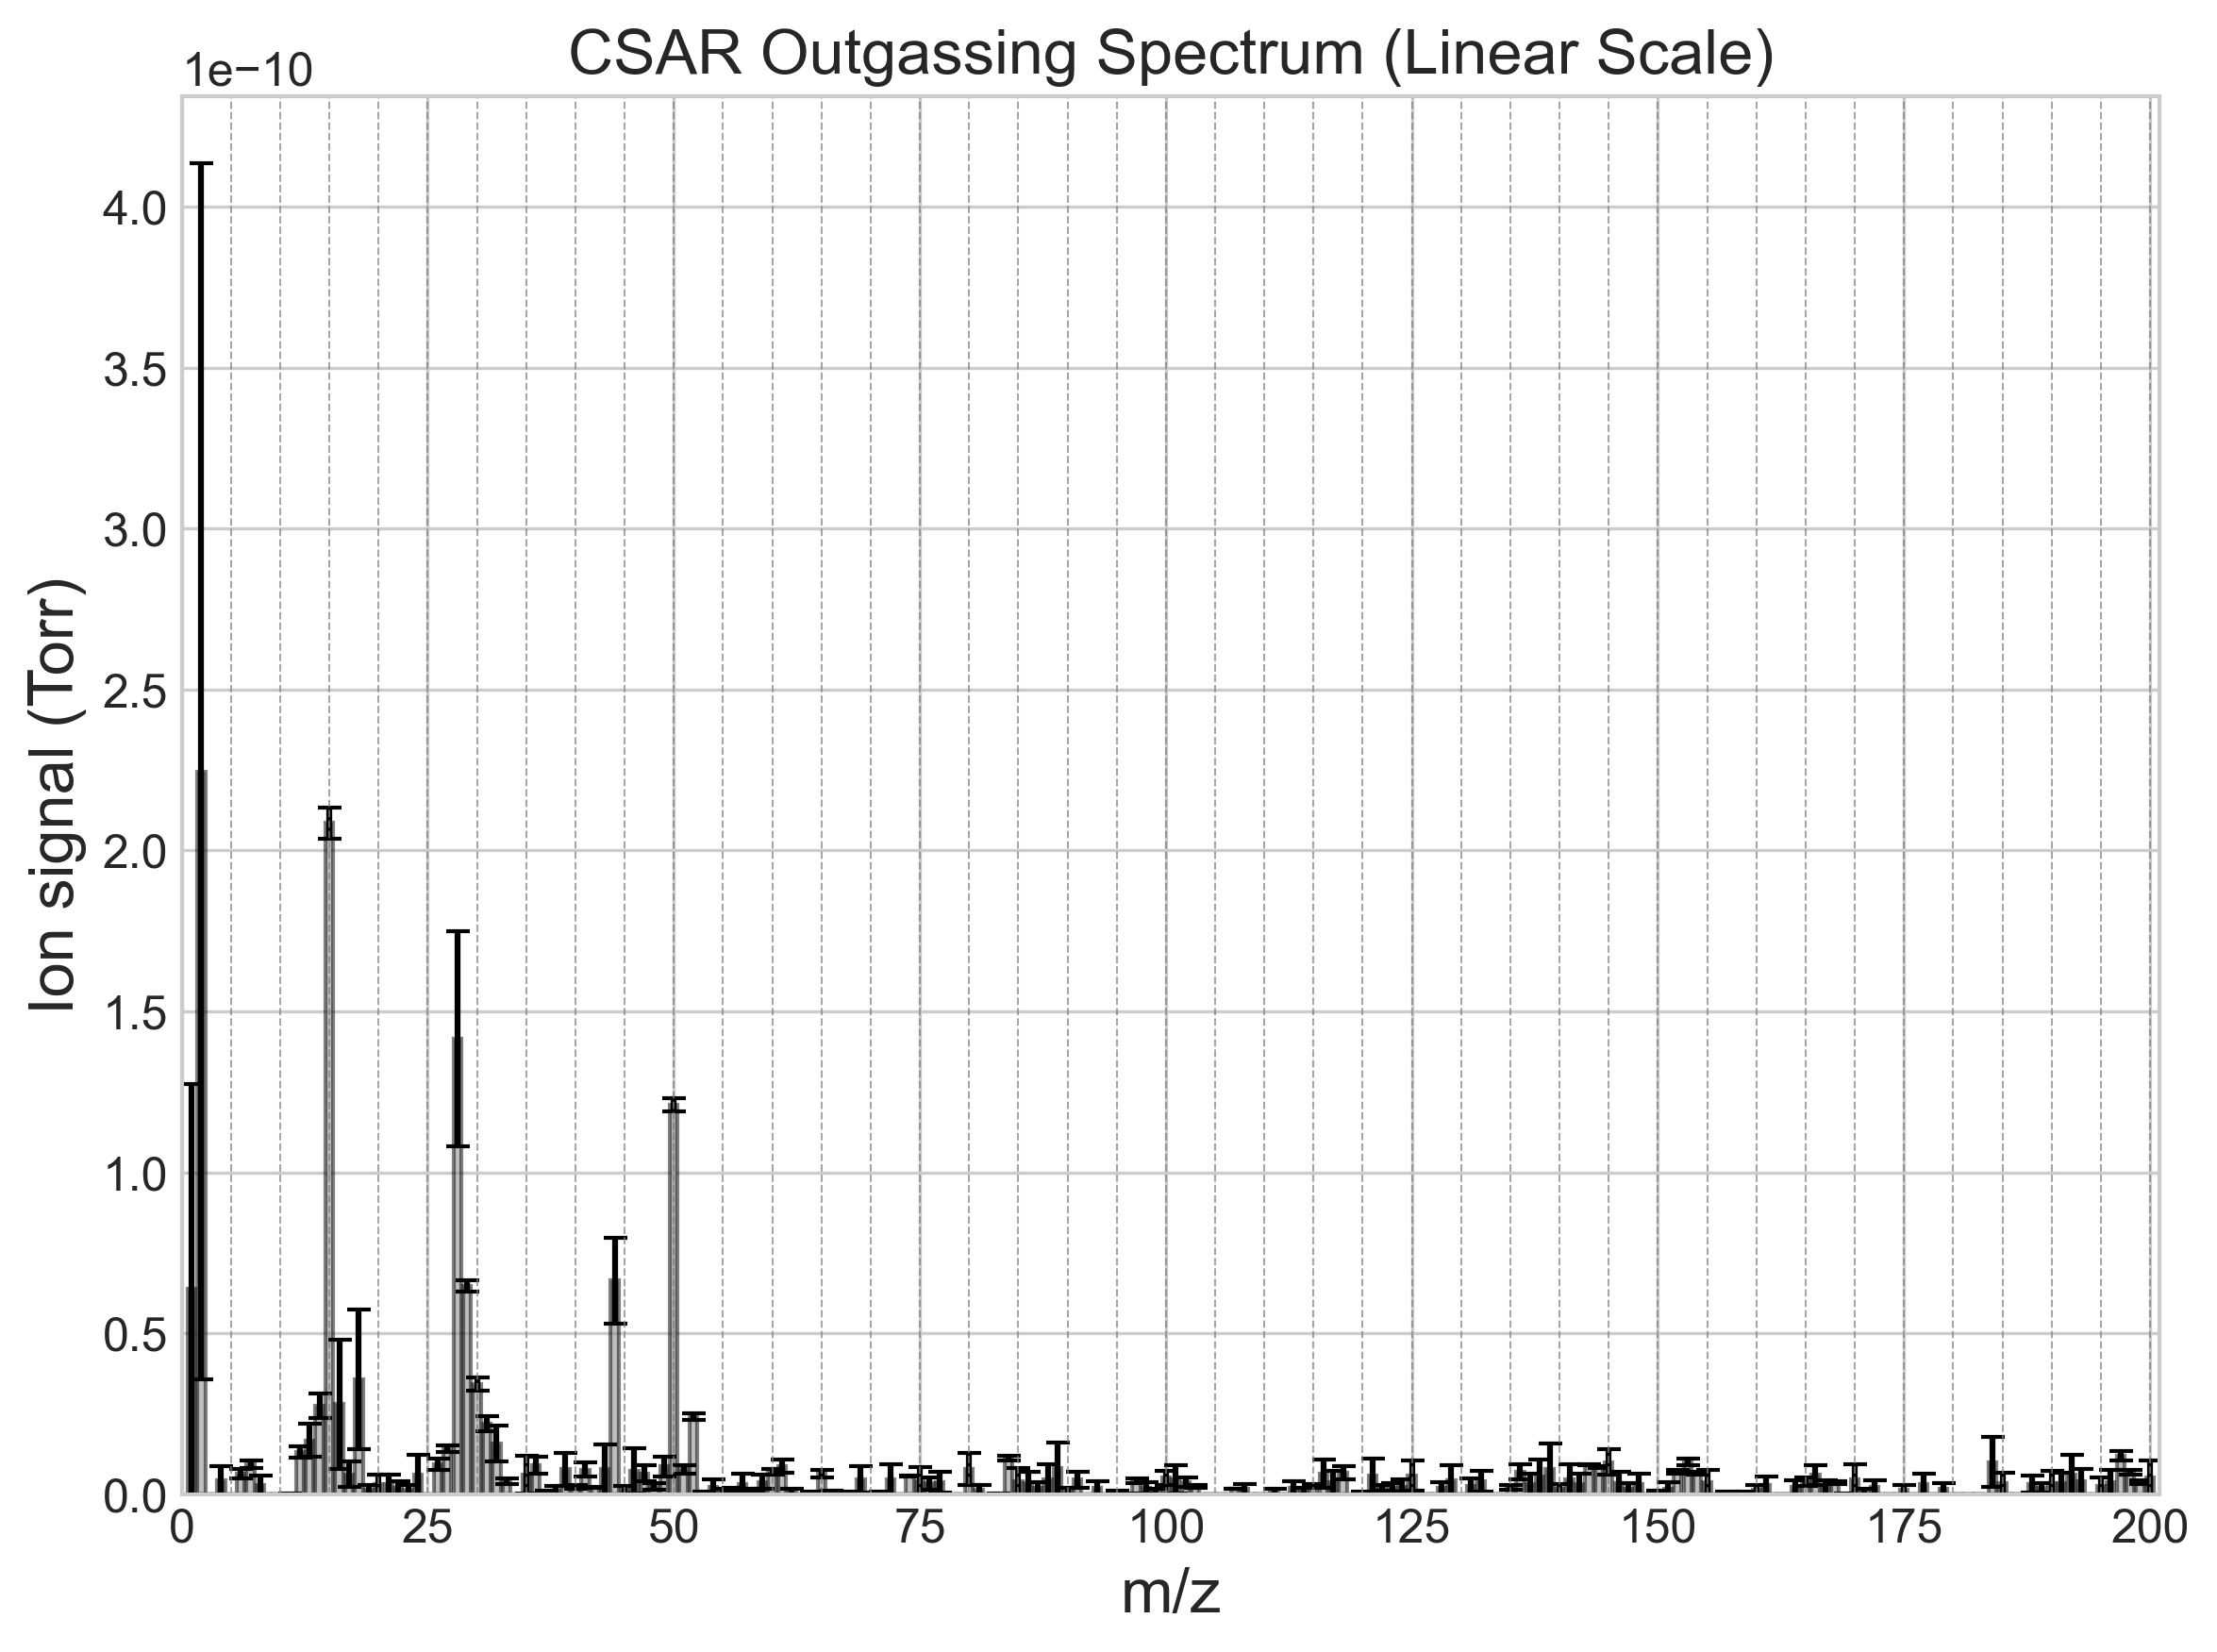 CSAR Outgassing Spectrum (Linear Scale)
1e−10
4.0
3.5
3.0
2.5
2.0
1.5
1.0
0.5
0.0
Ion signal (Torr)
0 25 50 75 100 125 150 175 200
m/z